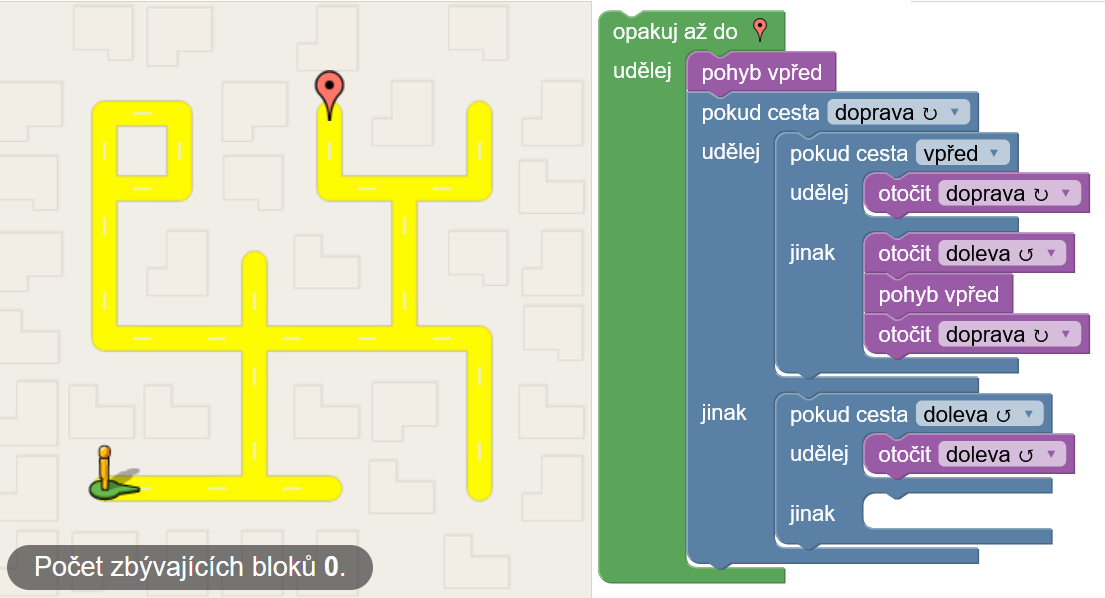 opakuj až do
udělej
pohyb vpřed
pokud cesta doprava ↻ ▼
udělej
pokud cesta vpřed ▼
udělej
otočit doprava ↻ ▼
jinak
otočit doleva ↺ ▼
pohyb vpřed
otočit doprava ↻ ▼
jinak
pokud cesta doleva ↺ ▼
udělej
otočit doleva ↺ ▼
jinak
Počet zbývajících bloků 0.